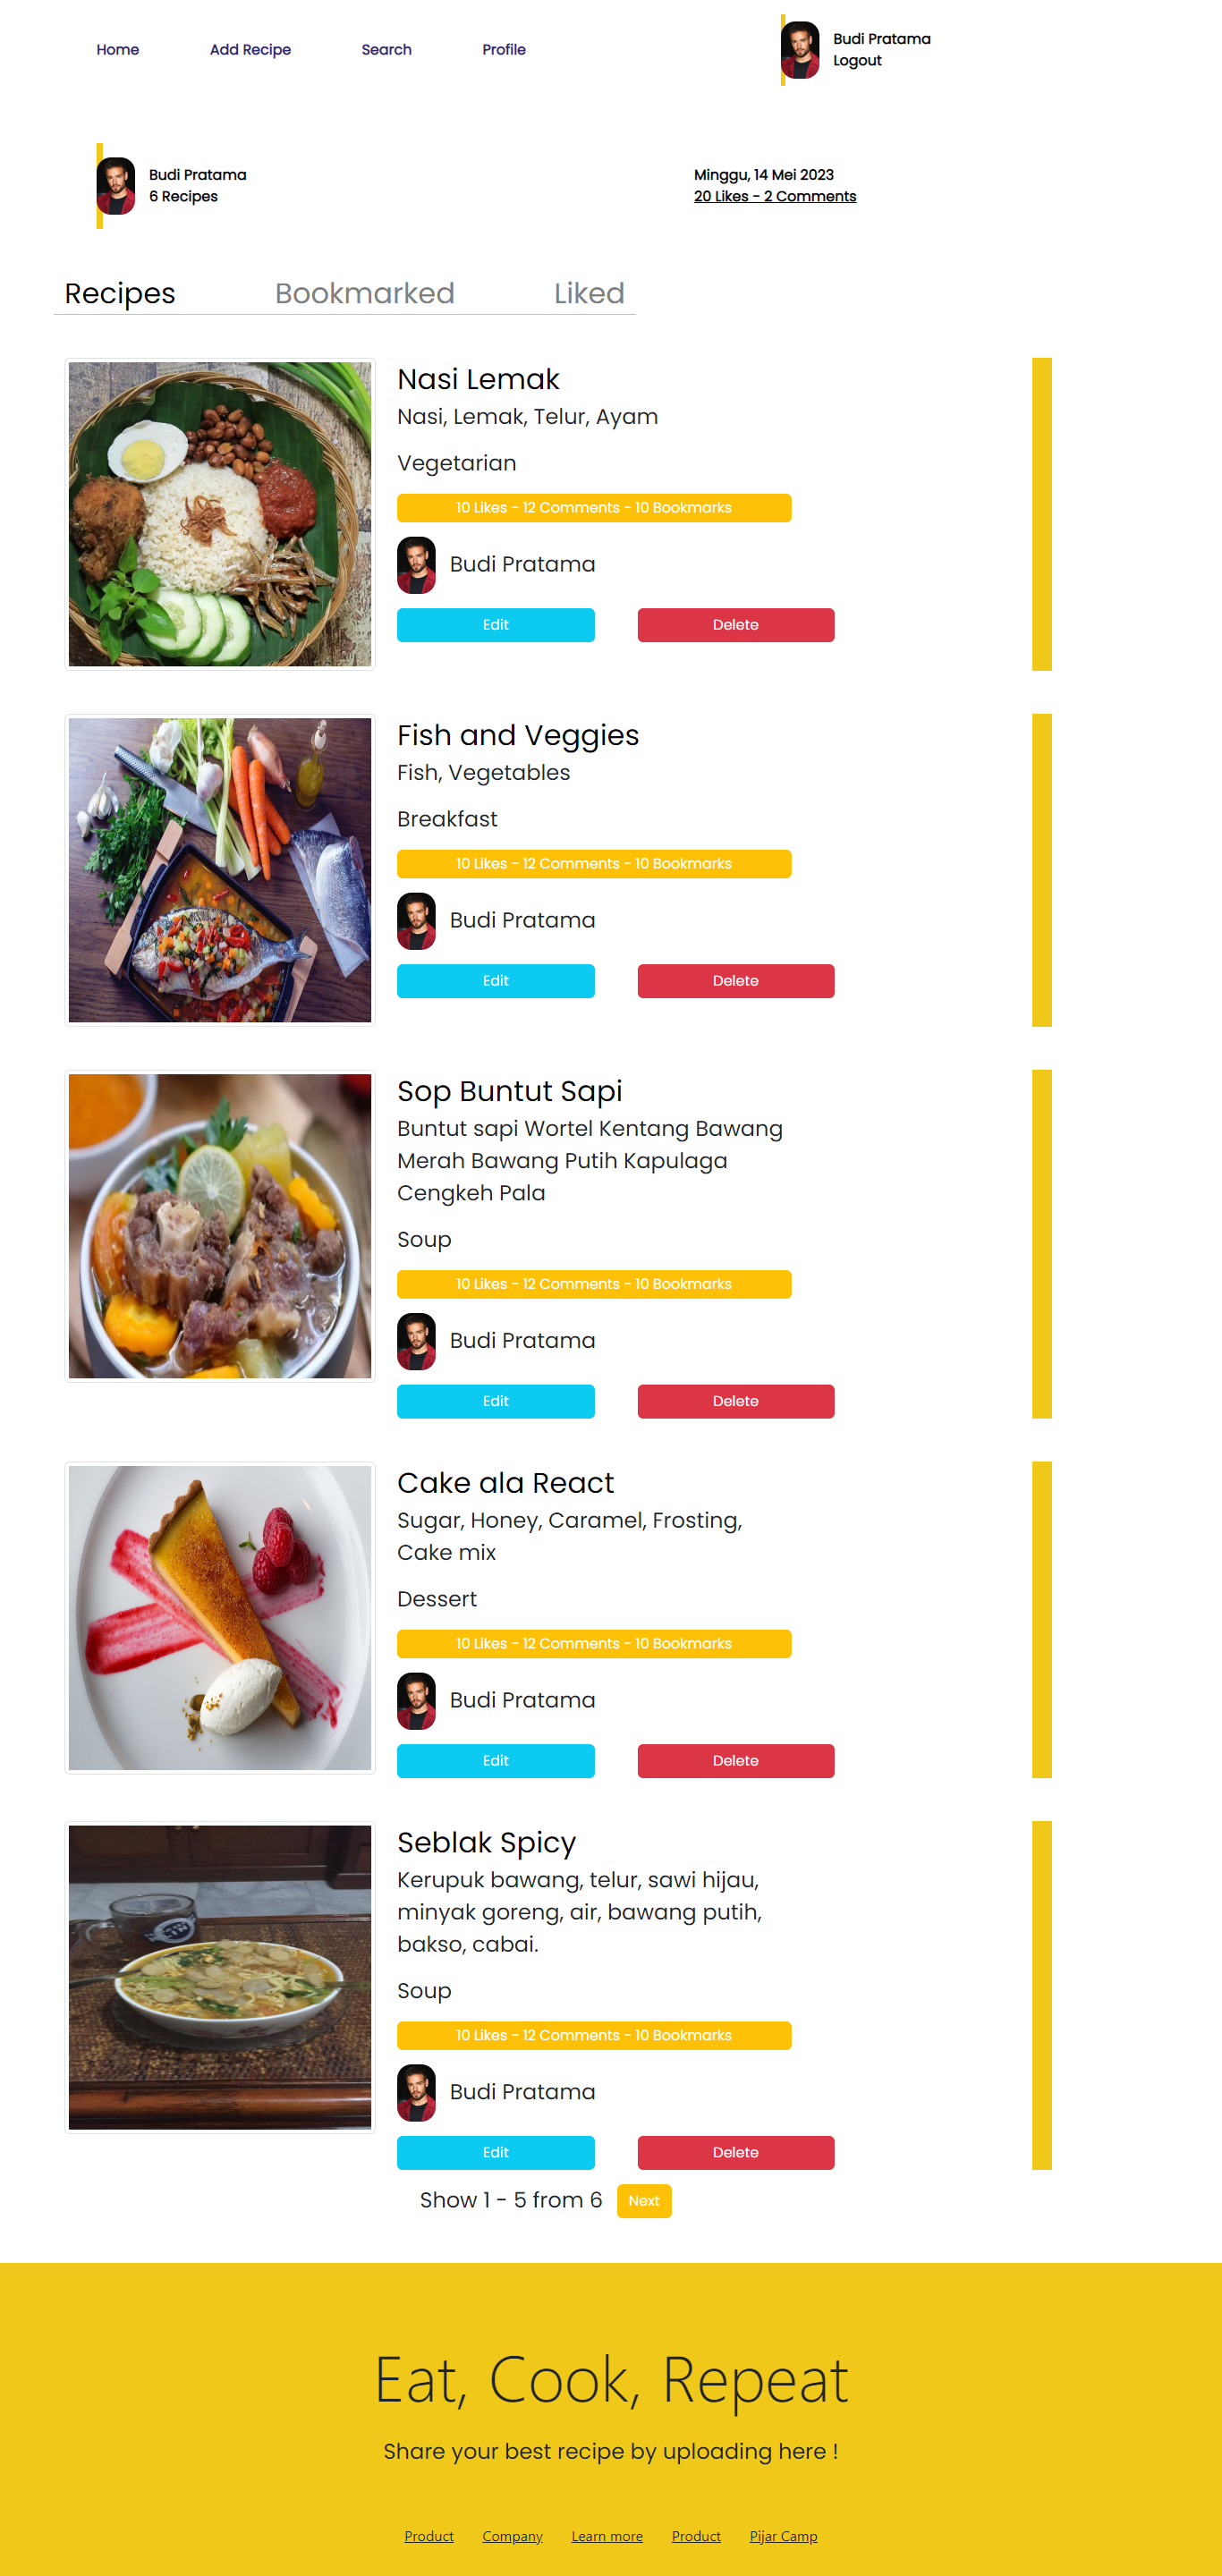 Home Add Recipe Search Profile
Budi Pratama
Logout
Budi Pratama
6 Recipes
Minggu, 14 Mei 2023
20 Likes - 2 Comments
Recipes Bookmarked Liked
Nasi Lemak
Nasi, Lemak, Telur, Ayam
Vegetarian
10 Likes - 12 Comments - 10 Bookmarks
Budi Pratama
Edit Delete
Fish and Veggies
Fish, Vegetables
Breakfast
10 Likes - 12 Comments - 10 Bookmarks
Budi Pratama
Edit Delete
Sop Buntut Sapi
Buntut sapi Wortel Kentang Bawang
Merah Bawang Putih Kapulaga
Cengkeh Pala
Soup
10 Likes - 12 Comments - 10 Bookmarks
Budi Pratama
Edit Delete
Cake ala React
Sugar, Honey, Caramel, Frosting,
Cake mix
Dessert
10 Likes - 12 Comments - 10 Bookmarks
Budi Pratama
Edit Delete
Seblak Spicy
Kerupuk bawang, telur, sawi hijau,
minyak goreng, air, bawang putih,
bakso, cabai.
Soup
10 Likes - 12 Comments - 10 Bookmarks
Budi Pratama
Edit Delete
Show 1 - 5 from 6 Next
Eat, Cook, Repeat
Share your best recipe by uploading here !
Product Company Learn more Product Pijar Camp